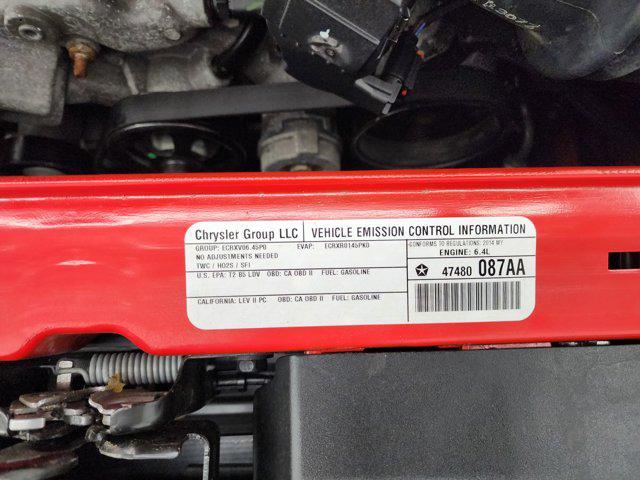 Chrysler Group LLC VEHICLE EMISSION CONTROL INFORMATION
GROUP: ECRXV06.45P0 EVAP: ECRXR0145PK0 CONFORMS TO REGULATIONS: 2014 MY
NO ADJUSTMENTS NEEDED ENGINE: 6.4L
TWC / HO2S / SFI
U.S. EPA: T2 B5 LDV OBD: CA OBD II FUEL: GASOLINE 47480 087AA
CALIFORNIA: LEV II PC OBD: CA OBD II FUEL: GASOLINE